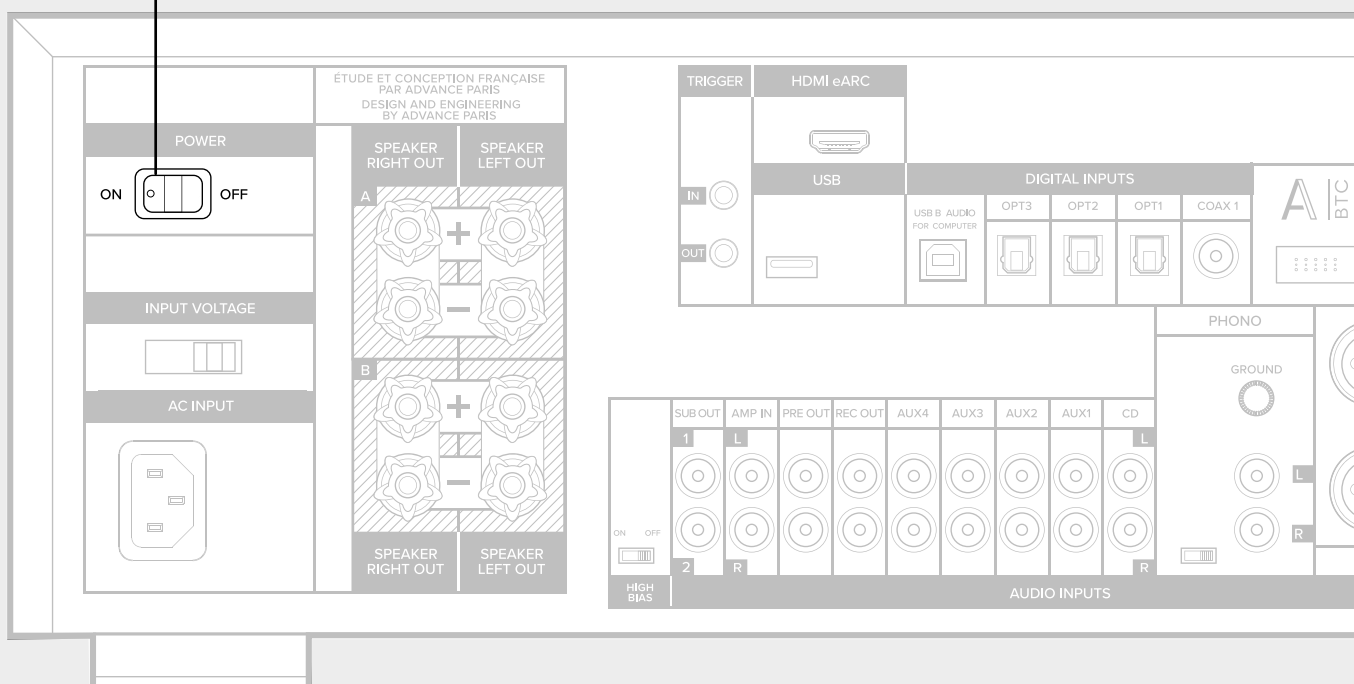 ÉTUDE ET CONCEPTION FRANÇAISE
PAR ADVANCE PARIS
DESIGN AND ENGINEERING
BY ADVANCE PARIS
POWER
ON
OFF
INPUT VOLTAGE
AC INPUT
SPEAKER RIGHT OUT
SPEAKER LEFT OUT
A
+
−
B
+
−
SPEAKER RIGHT OUT
SPEAKER LEFT OUT
TRIGGER
IN
OUT
HDMI eARC
USB
DIGITAL INPUTS
USB B AUDIO
FOR COMPUTER
OPT3
OPT2
OPT1
COAX 1
A BTC
PHONO
GROUND
L
R
SUB OUT
AMP IN
PRE OUT
REC OUT
AUX4
AUX3
AUX2
AUX1
CD
1
L
L
2
R
R
ON
OFF
HIGH
BIAS
AUDIO INPUTS